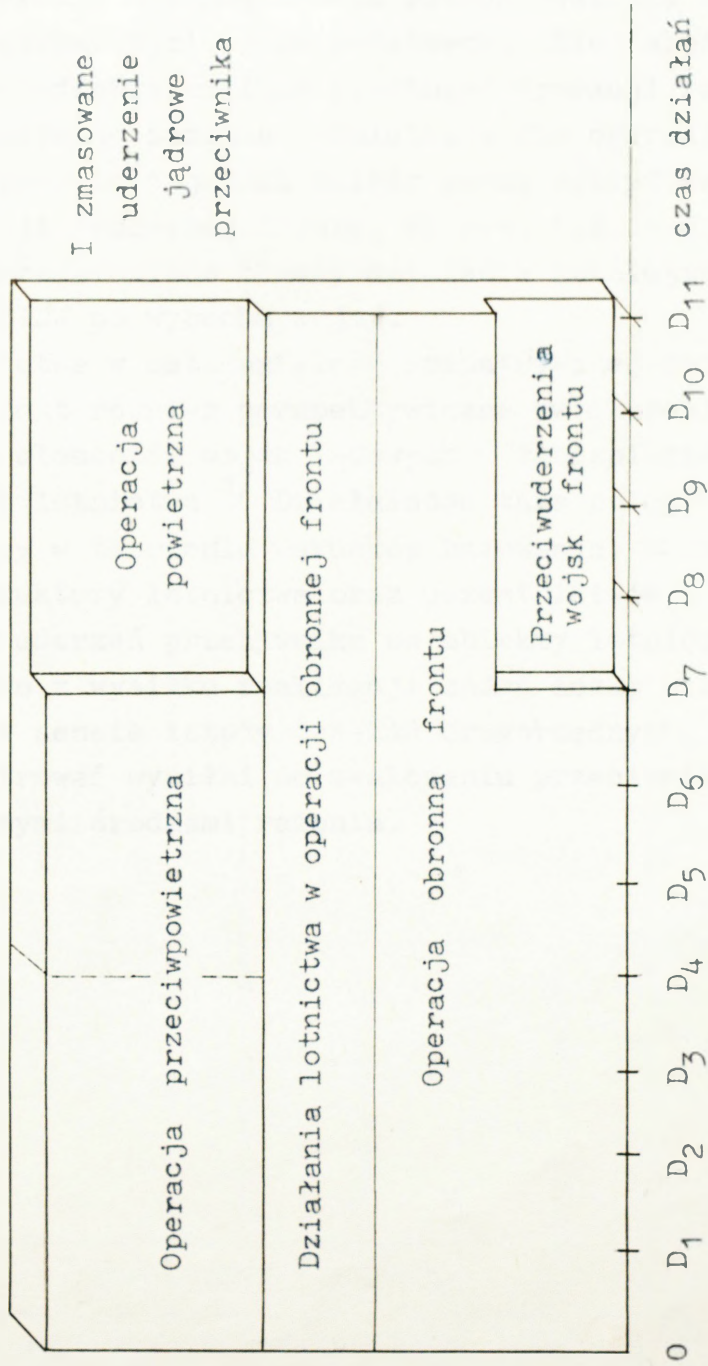 I zmasowane
uderzenie
jądrowe
przeciwnika
Operacja
powietrzna
Operacja przeciwpowietrzna
Działania lotnictwa w operacji obronnej frontu
Operacja obronna frontu
Przeciwuderzenia
wojsk frontu
0 D1 D2 D3 D4 D5 D6 D7 D8 D9 D10 D11 czas działań